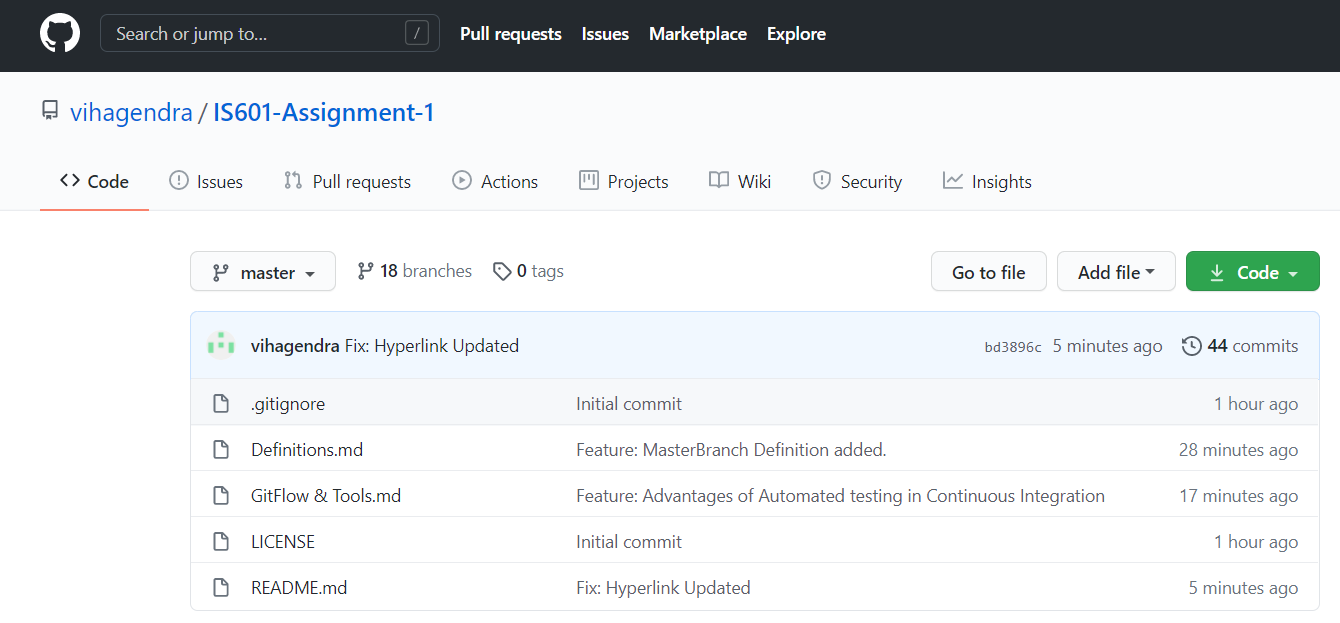 Search or jump to... / Pull requests Issues Marketplace Explore
vihagendra / IS601-Assignment-1
Code Issues Pull requests Actions Projects Wiki Security Insights
master 18 branches 0 tags Go to file Add file Code
vihagendra Fix: Hyperlink Updated bd3896c 5 minutes ago 44 commits
.gitignore Initial commit 1 hour ago
Definitions.md Feature: MasterBranch Definition added. 28 minutes ago
GitFlow & Tools.md Feature: Advantages of Automated testing in Continuous Integration 17 minutes ago
LICENSE Initial commit 1 hour ago
README.md Fix: Hyperlink Updated 5 minutes ago